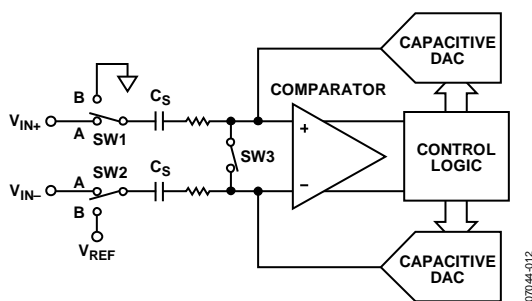 CAPACITIVE
DAC
COMPARATOR
B
CS
VIN+
A
SW1
+
SW3
CONTROL
LOGIC
SW2
CS
VIN–
A
–
B
VREF
CAPACITIVE
DAC
07044-012